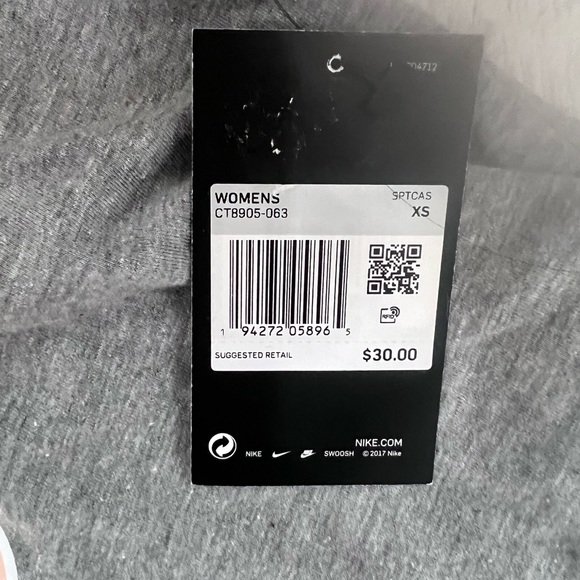 WOMENS SPTCAS
CT8905-063 XS
1 94272 05896 5
SUGGESTED RETAIL $30.00
NIKE.COM
NIKE SWOOSH © 2017 Nike